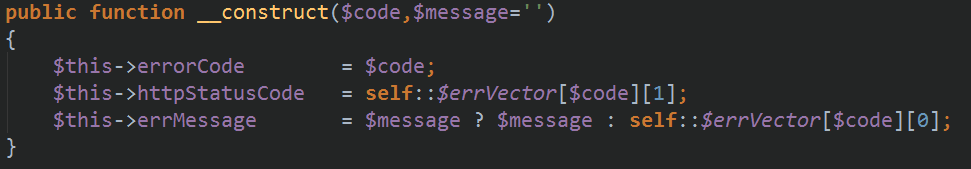 public function __construct($code,$message='')
{
    $this->errorCode        = $code;
    $this->httpStatusCode   = self::$errVector[$code][1];
    $this->errMessage       = $message ? $message : self::$errVector[$code][0];
}